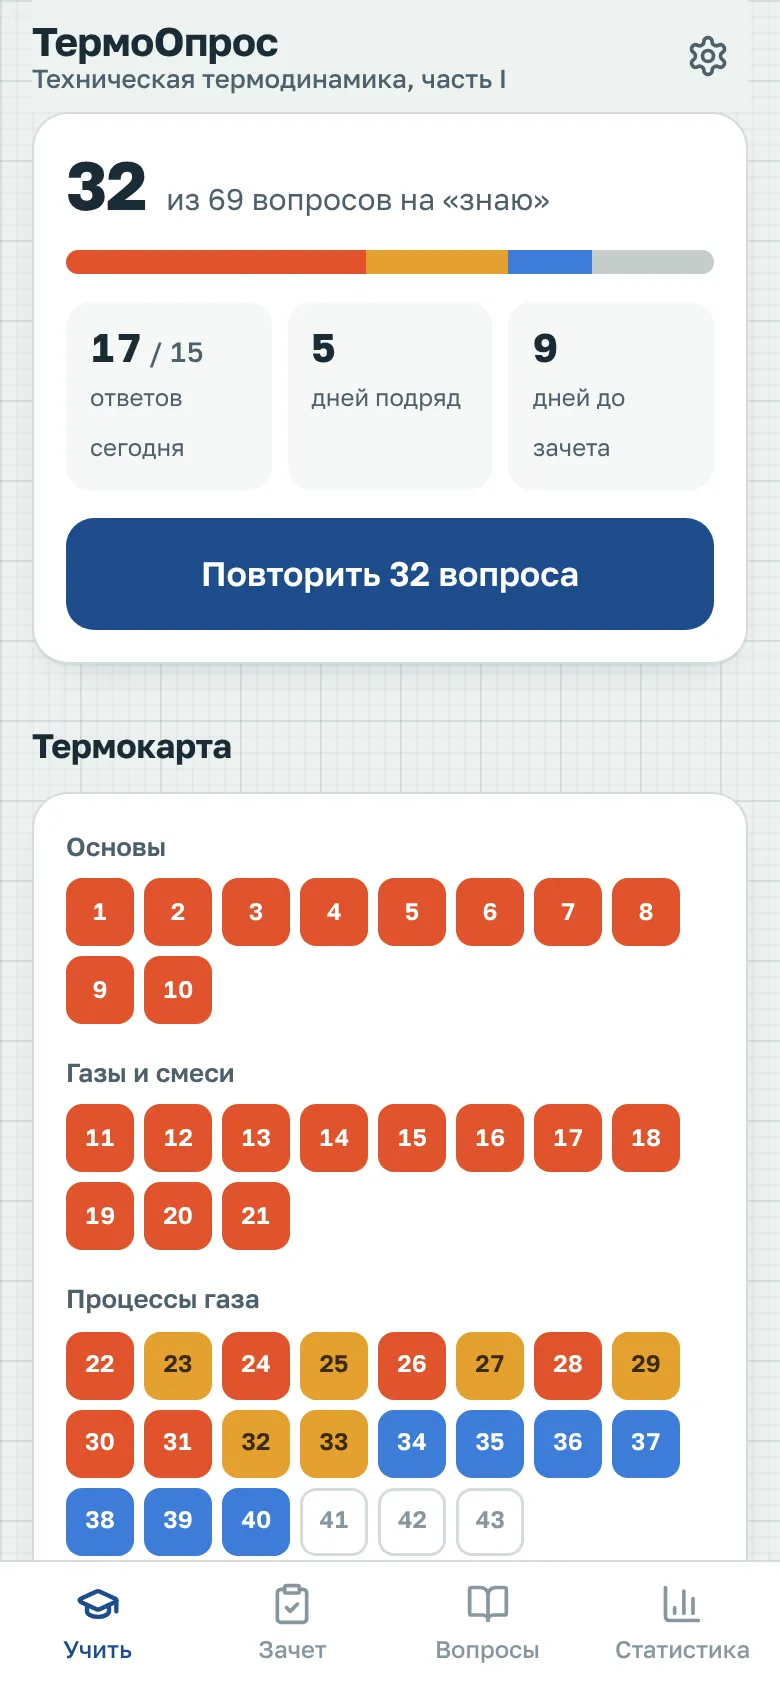 ТермоОпрос
Техническая термодинамика, часть I
32 из 69 вопросов на «знаю»
17 / 15
ответов
сегодня
5
дней подряд
9
дней до
зачета
Повторить 32 вопроса
Термокарта
Основы
1 2 3 4 5 6 7 8
9 10
Газы и смеси
11 12 13 14 15 16 17 18
19 20 21
Процессы газа
22 23 24 25 26 27 28 29
30 31 32 33 34 35 36 37
38 39 40 41 42 43
Учить Зачет Вопросы Статистика